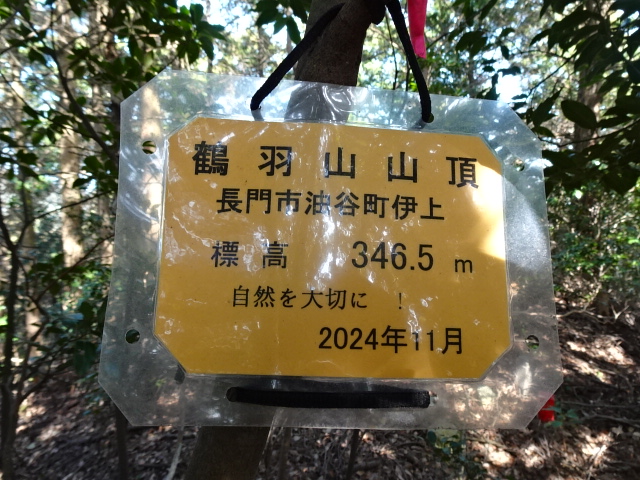 鶴羽山山頂
長門市油谷町伊上
標高 346.5 m
自然を大切に !
2024年11月